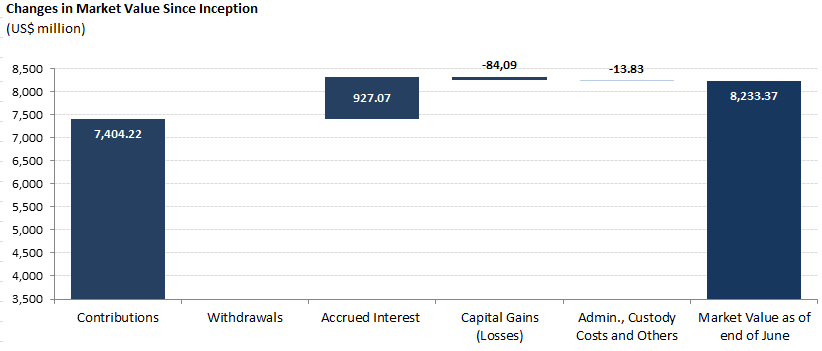 Changes in Market Value Since Inception
(US$ million)
8,500
8,000
7,500
7,000
6,500
6,000
5,500
5,000
4,500
4,000
3,500
7,404.22
927.07
-84,09
-13.83
8,233.37
Contributions
Withdrawals
Accrued Interest
Capital Gains
(Losses)
Admin., Custody
Costs and Others
Market Value as of
end of June